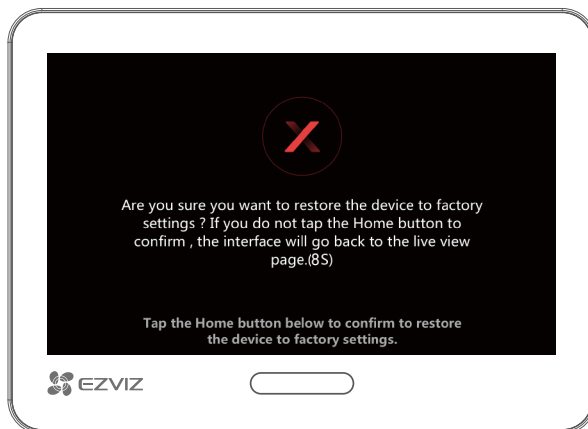 Are you sure you want to restore the device to factory
settings ? If you do not tap the Home button to
confirm , the interface will go back to the live view
page.(8S)
Tap the Home button below to confirm to restore
the device to factory settings.
EZVIZ